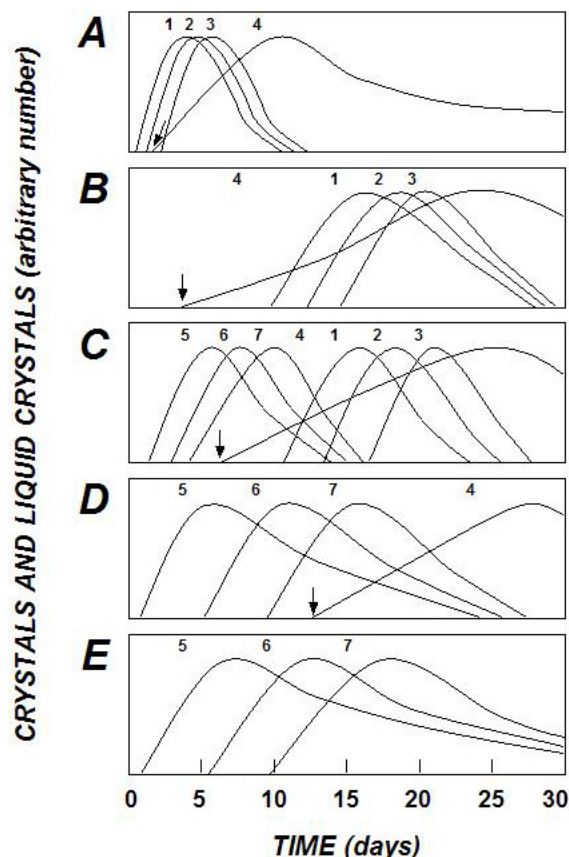 CRYSTALS AND LIQUID CRYSTALS (arbitrary number)
A
1 2 3 4
B
4 1 2 3
C
5 6 7 4 1 2 3
D
5 6 7 4
E
5 6 7
0 5 10 15 20 25 30
TIME (days)